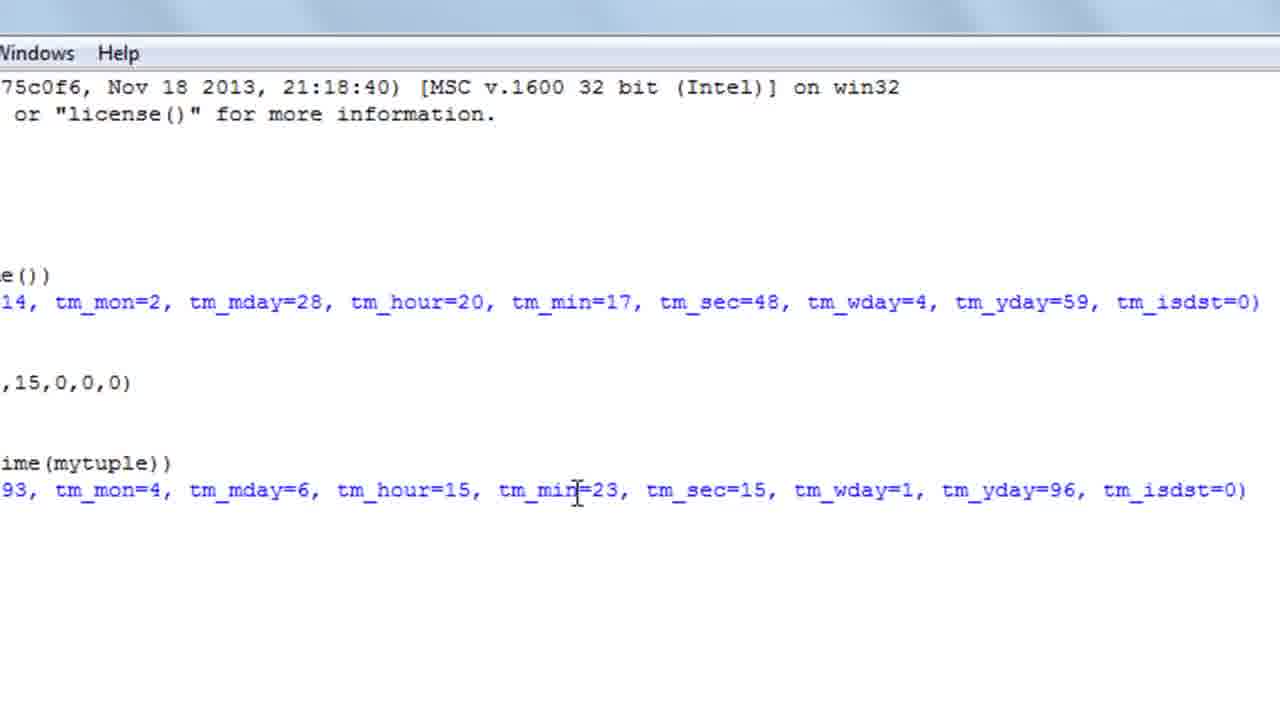 Windows Help
75c0f6, Nov 18 2013, 21:18:40) [MSC v.1600 32 bit (Intel)] on win32
or "license()" for more information.
e())
14, tm_mon=2, tm_mday=28, tm_hour=20, tm_min=17, tm_sec=48, tm_wday=4, tm_yday=59, tm_isdst=0)
,15,0,0,0)
ime(mytuple))
93, tm_mon=4, tm_mday=6, tm_hour=15, tm_min=23, tm_sec=15, tm_wday=1, tm_yday=96, tm_isdst=0)